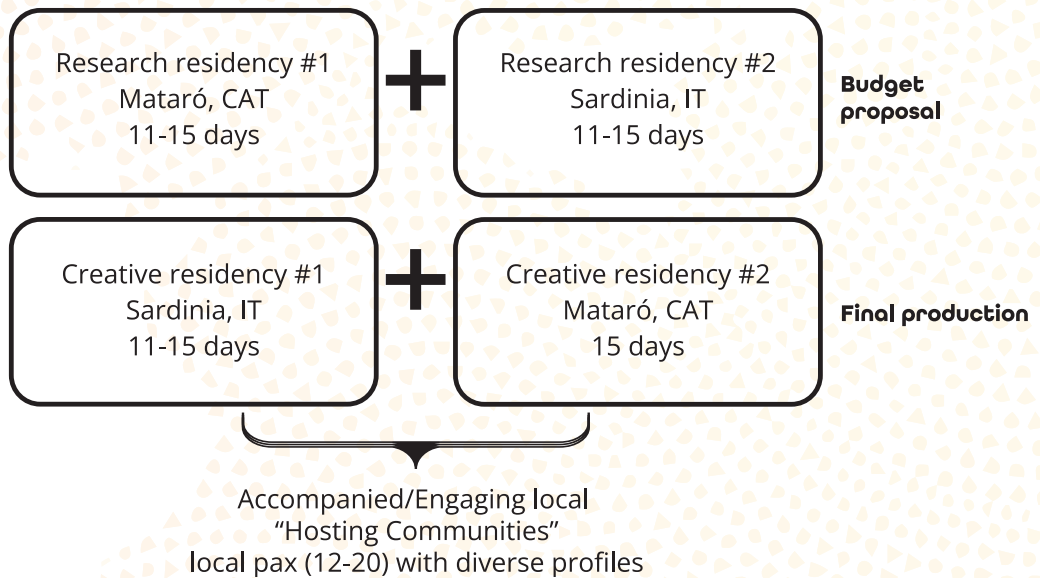 Research residency #1
Mataró, CAT
11-15 days
+
Research residency #2
Sardinia, IT
11-15 days
Budget
proposal
Creative residency #1
Sardinia, IT
11-15 days
+
Creative residency #2
Mataró, CAT
15 days
Final production
Accompanied/Engaging local
“Hosting Communities”
local pax (12-20) with diverse profiles